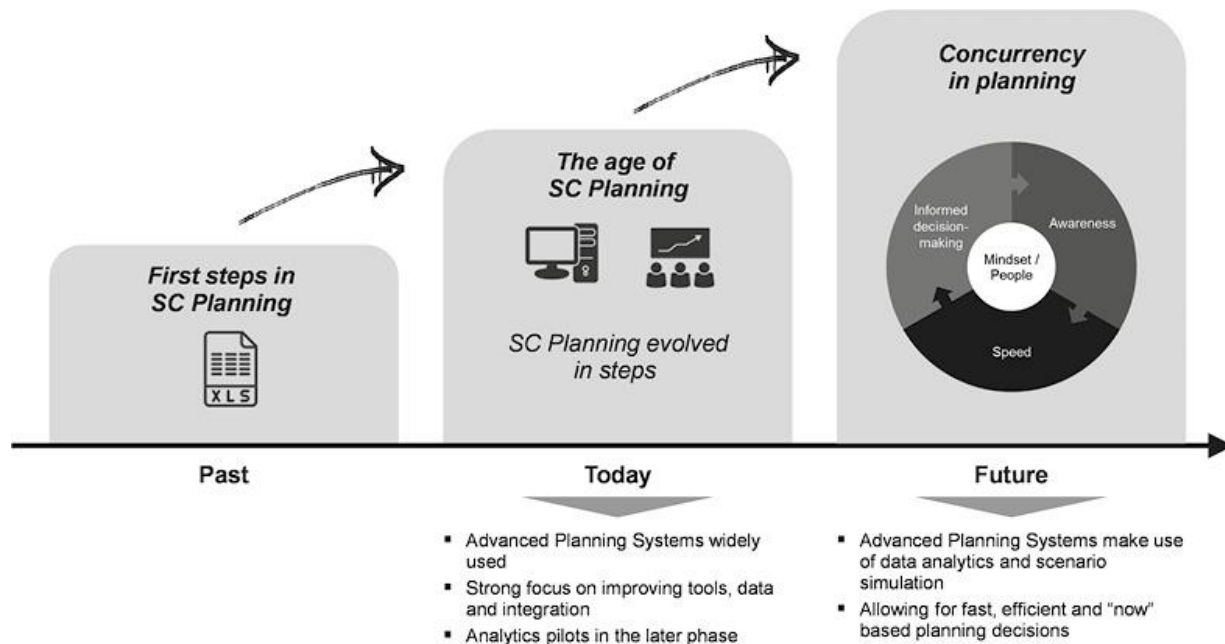 First steps in
SC Planning
XLS
Past
The age of
SC Planning
SC Planning evolved
in steps
Today
▪ Advanced Planning Systems widely
used
▪ Strong focus on improving tools, data
and integration
▪ Analytics pilots in the later phase
Concurrency
in planning
Informed
decision-
making
Awareness
Mindset /
People
Speed
Future
▪ Advanced Planning Systems make use
of data analytics and scenario
simulation
▪ Allowing for fast, efficient and "now"
based planning decisions